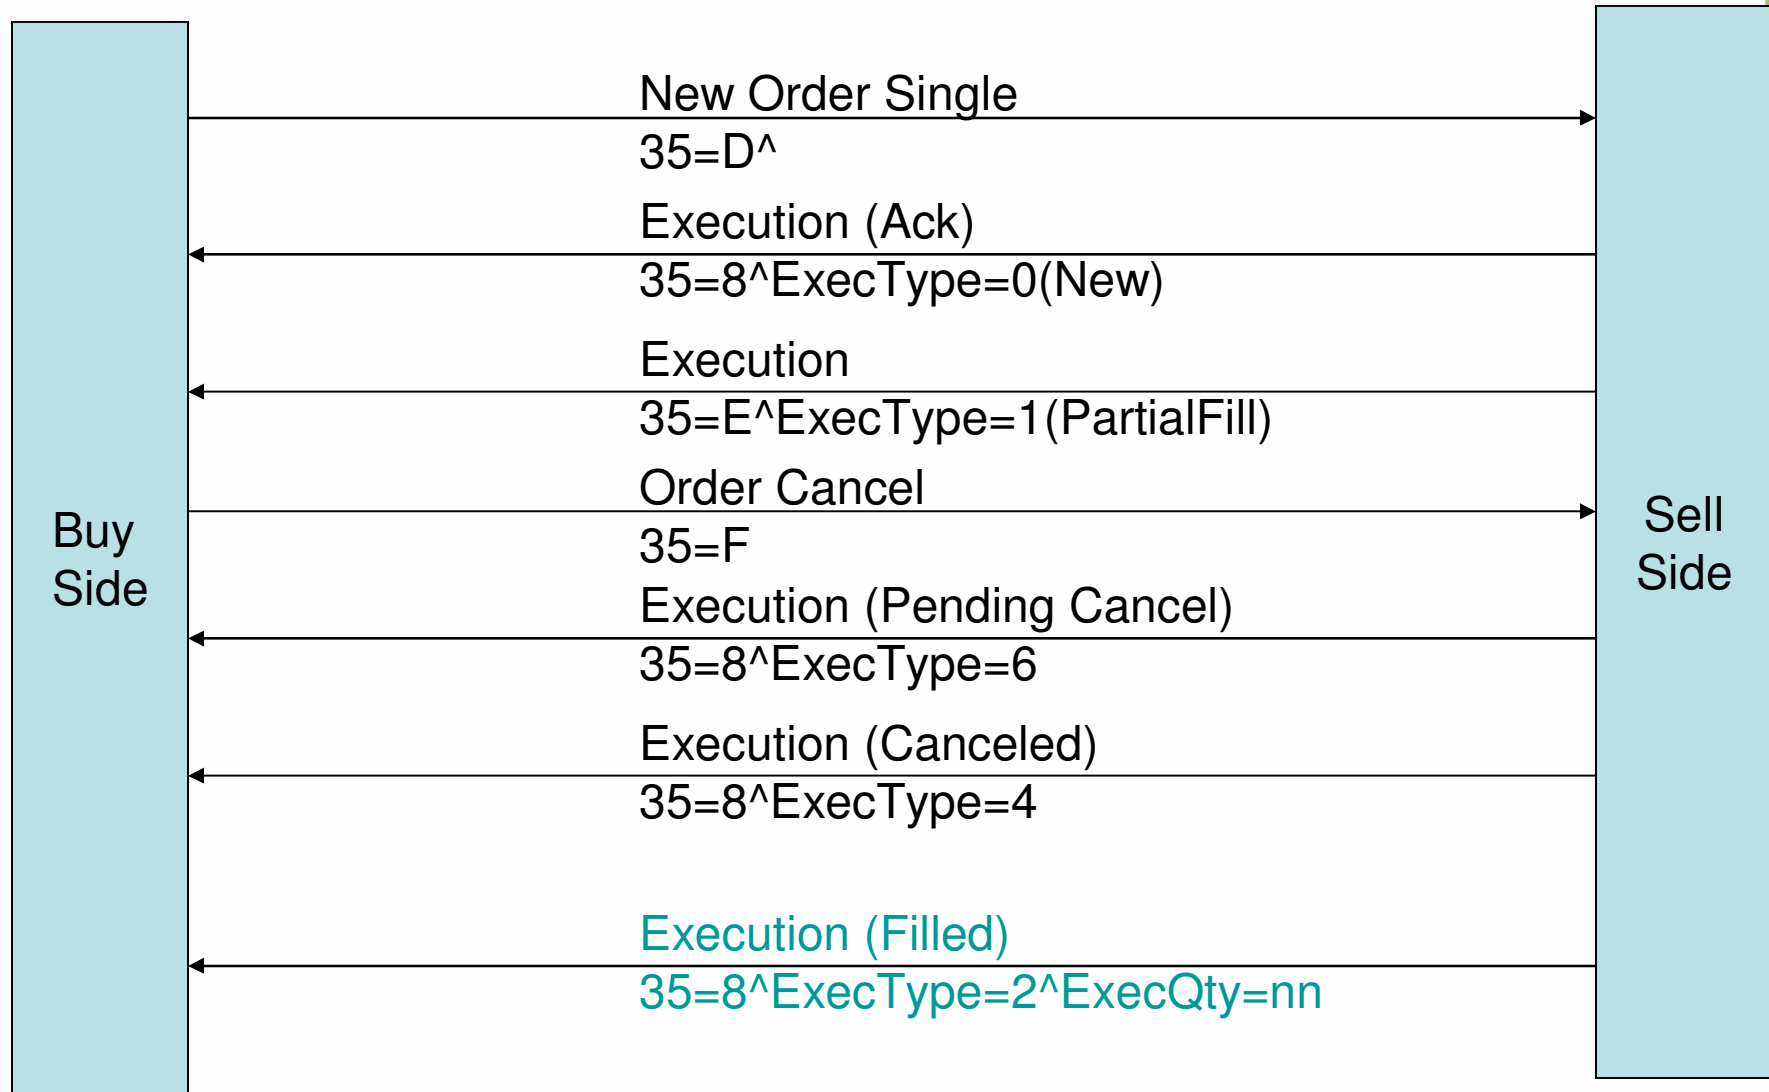 New Order Single
35=D^
Execution (Ack)
35=8^ExecType=0(New)
Execution
35=E^ExecType=1(PartialFill)
Order Cancel
35=F
Buy
Side
Sell
Side
Execution (Pending Cancel)
35=8^ExecType=6
Execution (Canceled)
35=8^ExecType=4
Execution (Filled)
35=8^ExecType=2^ExecQty=nn